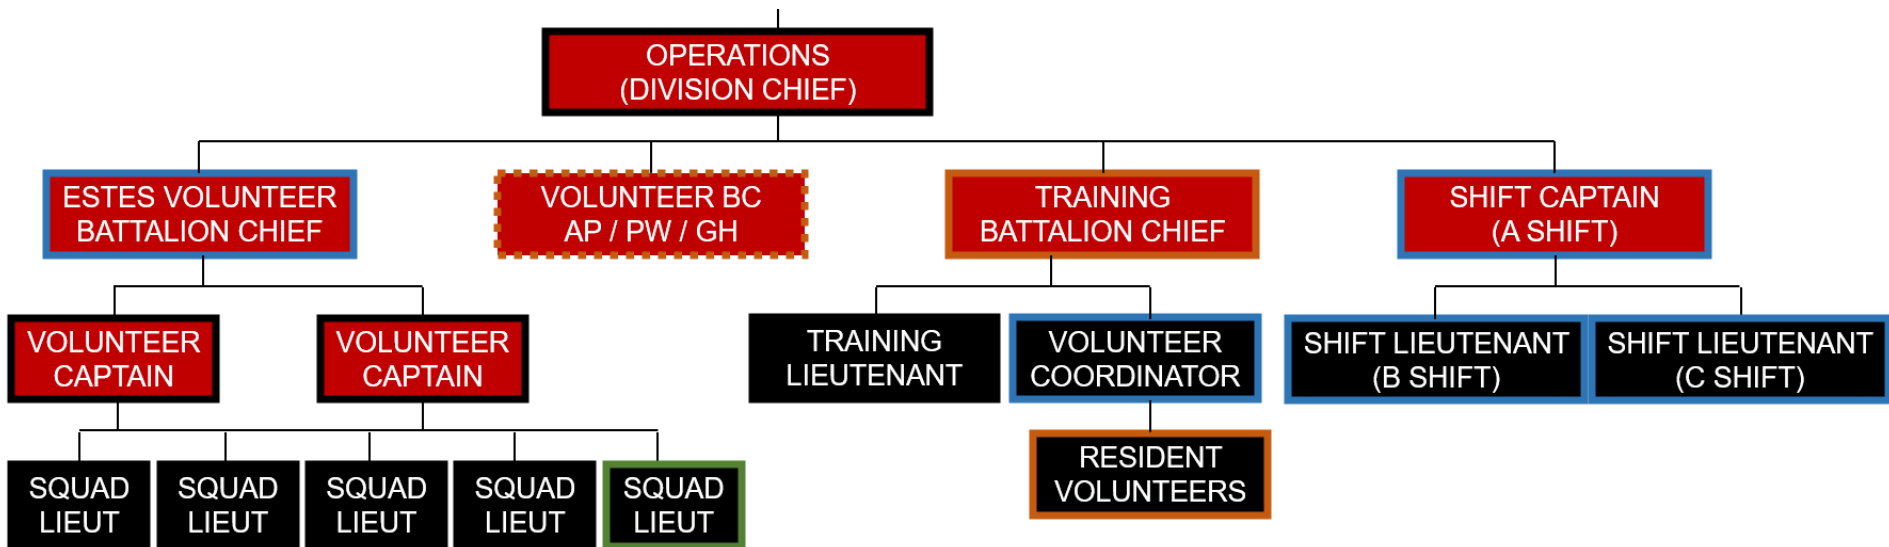 OPERATIONS
(DIVISION CHIEF)
ESTES VOLUNTEER
BATTALION CHIEF
VOLUNTEER BC
AP / PW / GH
TRAINING
BATTALION CHIEF
SHIFT CAPTAIN
(A SHIFT)
VOLUNTEER
CAPTAIN
VOLUNTEER
CAPTAIN
TRAINING
LIEUTENANT
VOLUNTEER
COORDINATOR
SHIFT LIEUTENANT
(B SHIFT)
SHIFT LIEUTENANT
(C SHIFT)
SQUAD
LIEUT
SQUAD
LIEUT
SQUAD
LIEUT
SQUAD
LIEUT
SQUAD
LIEUT
RESIDENT
VOLUNTEERS